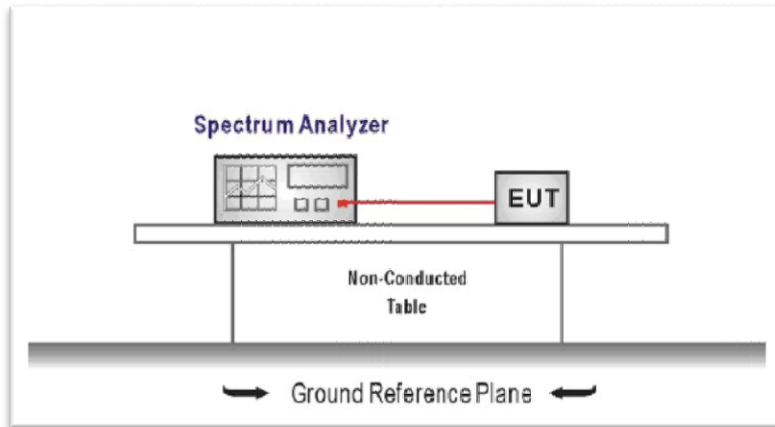 Spectrum Analyzer
EUT
Non-Conducted
Table
Ground Reference Plane